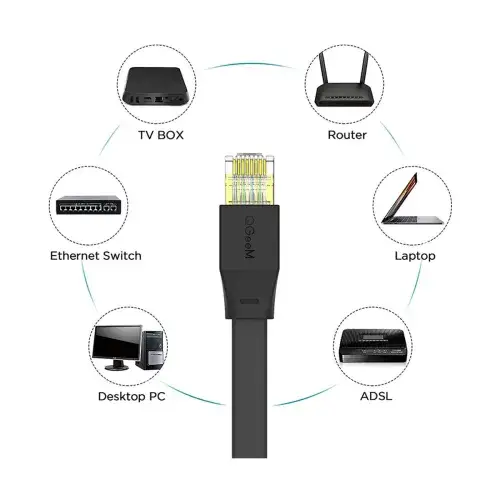 TV BOX
Router
Ethernet Switch
QGeeM
Laptop
Desktop PC
ADSL